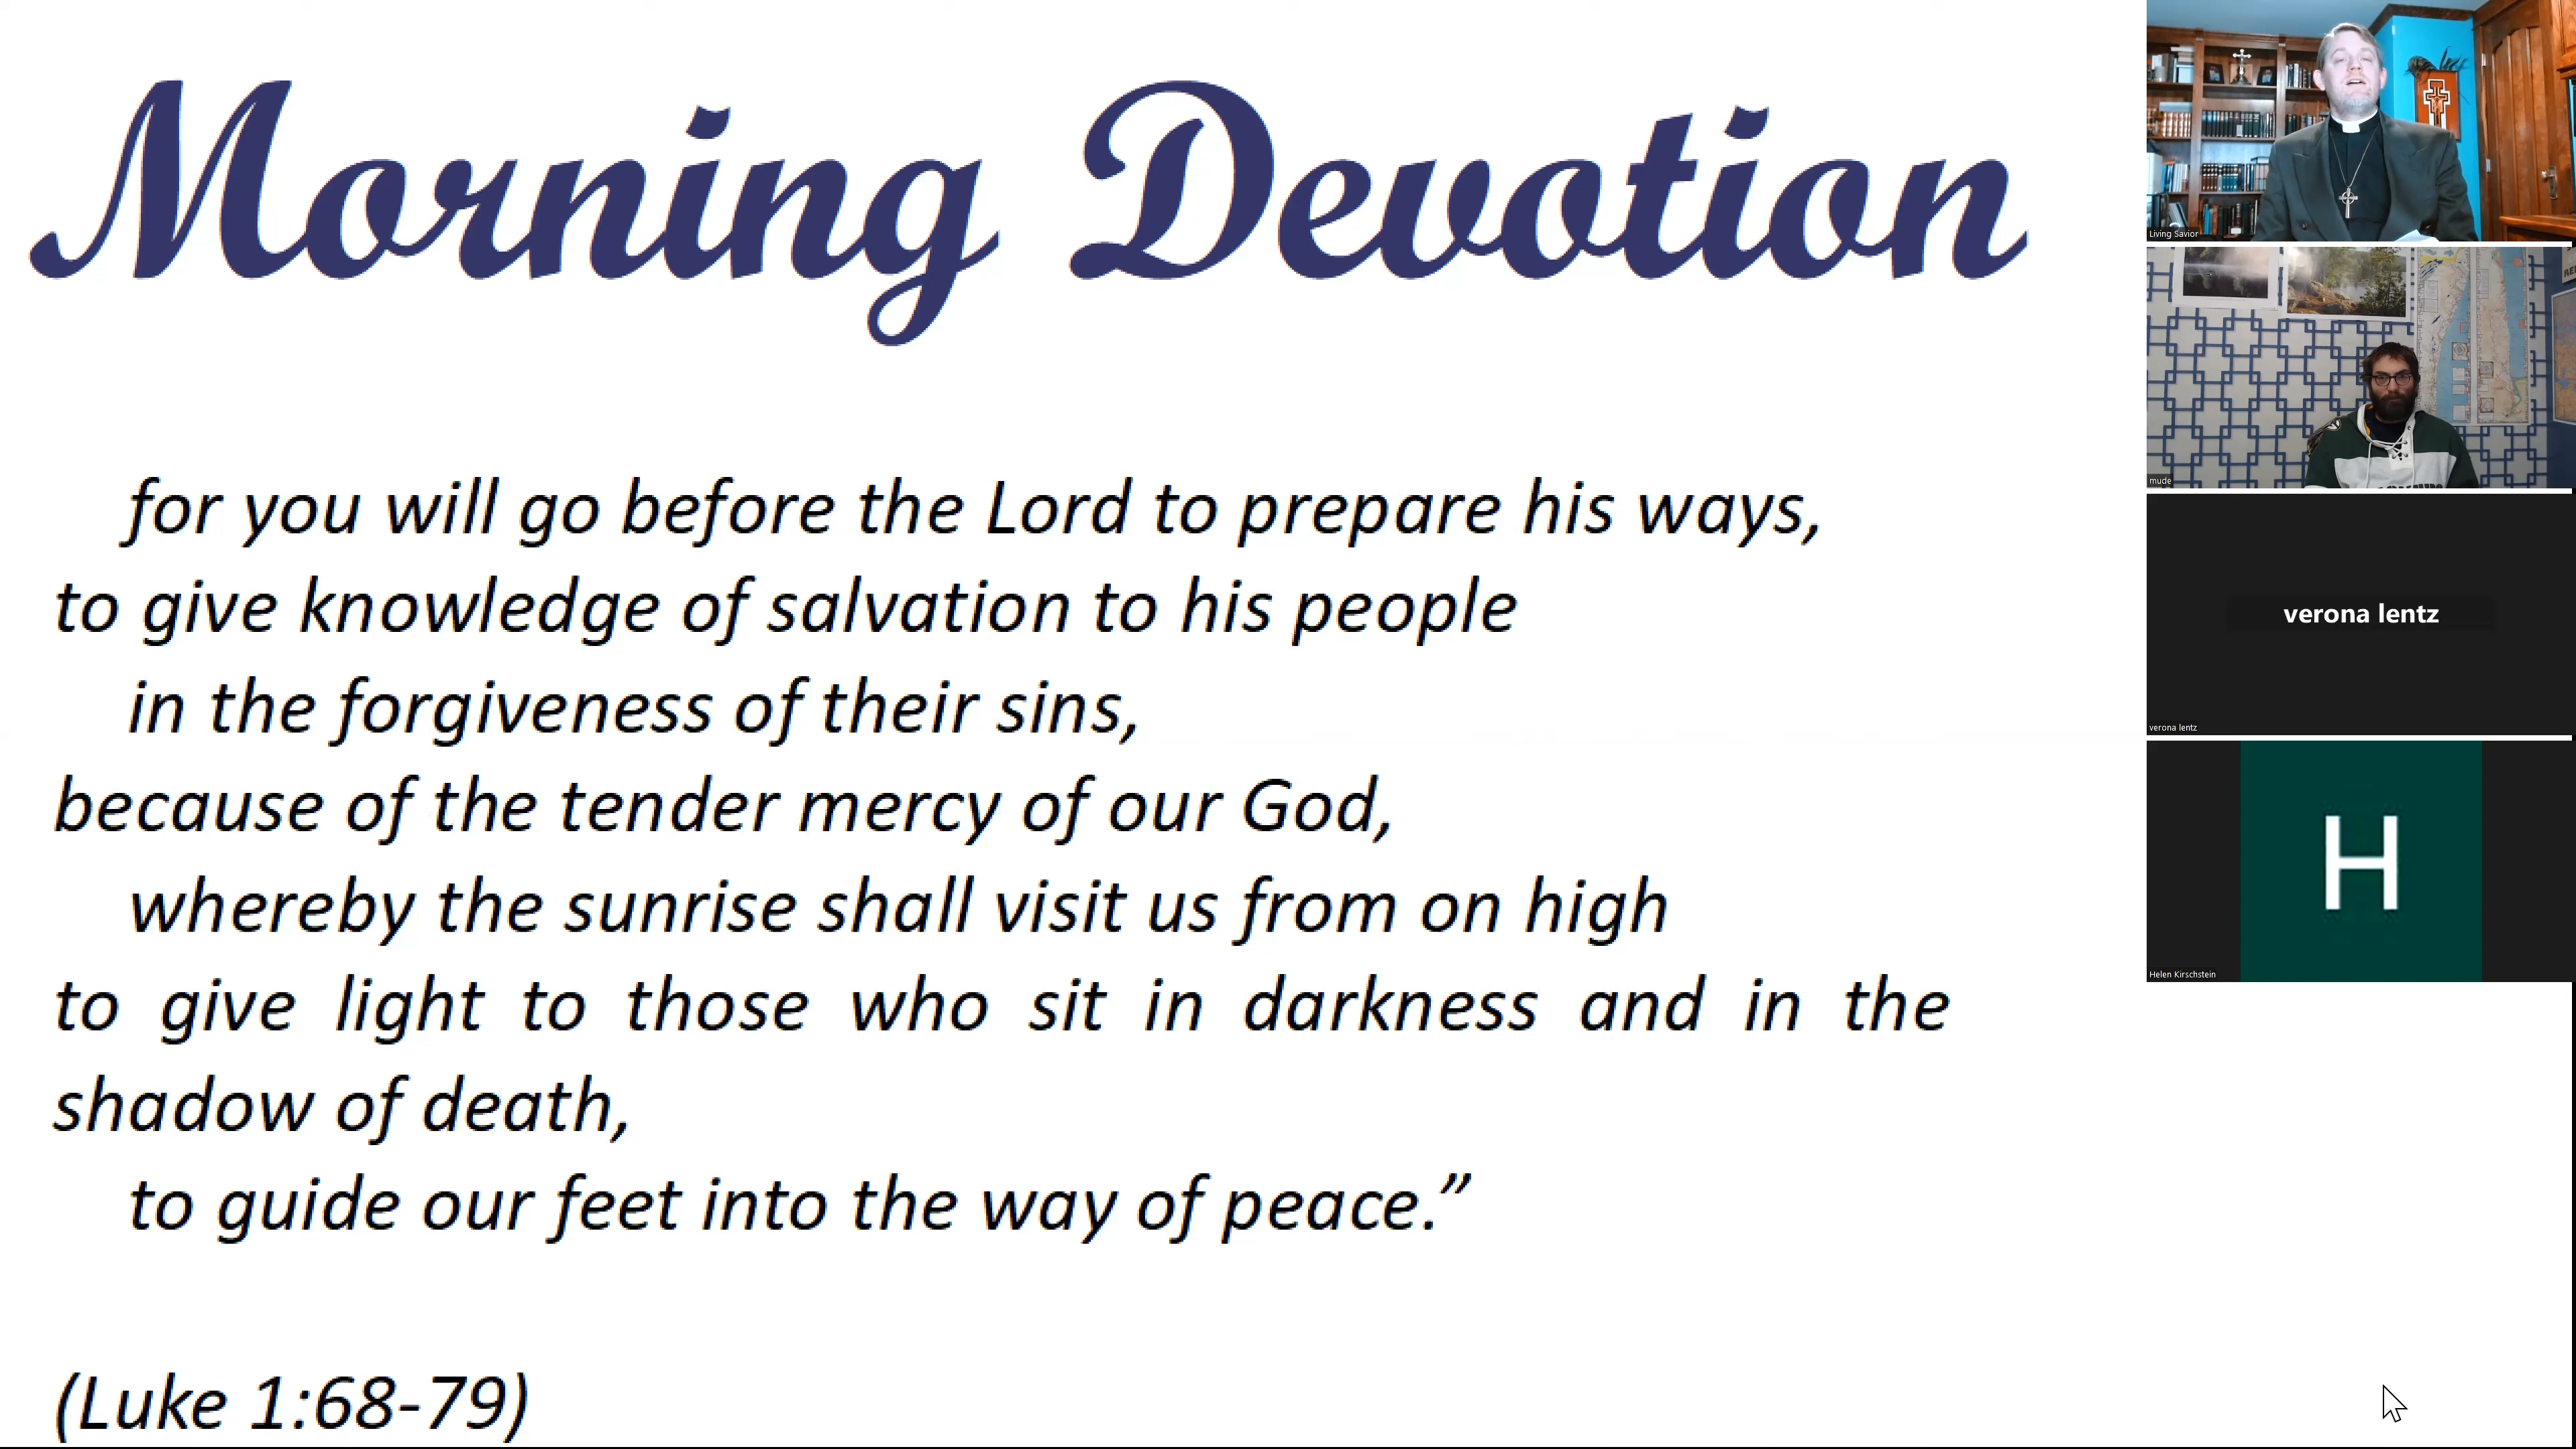 Morning Devotion
for you will go before the Lord to prepare his ways,
to give knowledge of salvation to his people
in the forgiveness of their sins,
because of the tender mercy of our God,
whereby the sunrise shall visit us from on high
to give light to those who sit in darkness and in the
shadow of death,
to guide our feet into the way of peace.”
(Luke 1:68-79)
Living Savior
mude
verona lentz
verona lentz
H
Helen Kirschstein